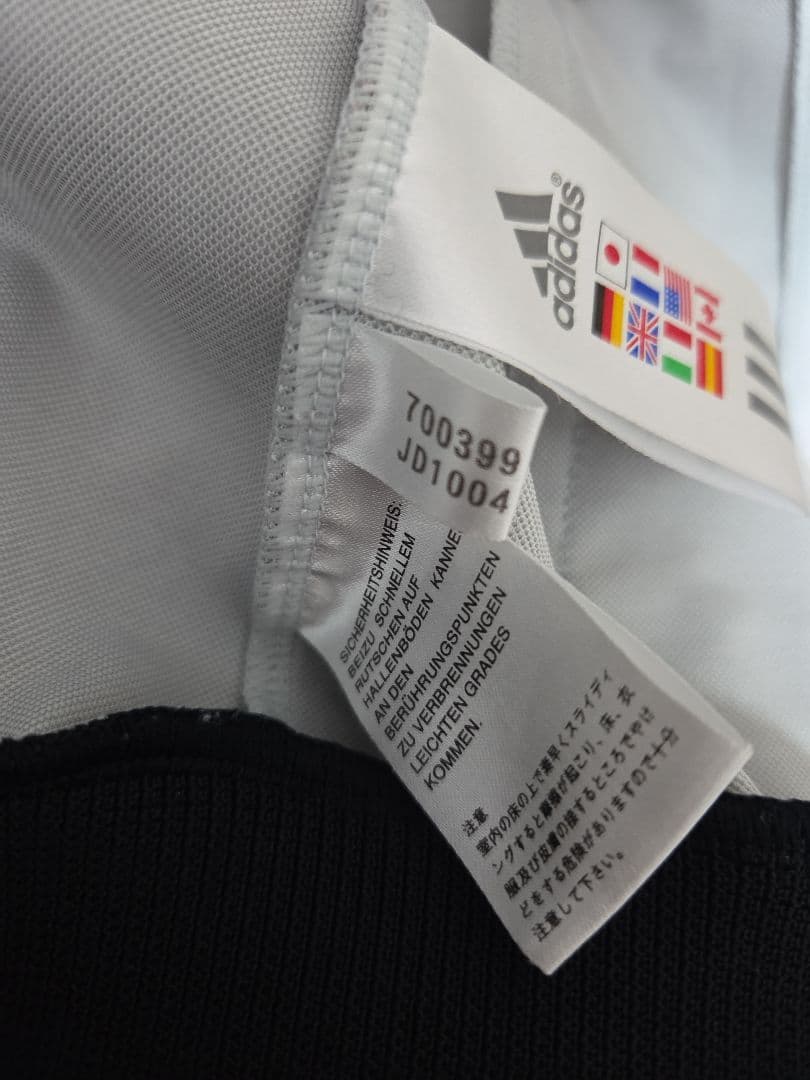 adidas®
700399
JD1004
SICHERHEITSHINWEIS:
BEIZU SCHNELLEM
RUTSCHEN AUF
HALLENBÖDEN KANNE
AN DEN
BERÜHRUNGSPUNKTEN
ZU VERBRENNUNGEN
LEICHTEN GRADES
KOMMEN.
注意
室内の床の上で素早くスライディ
ングすると摩擦が起こり、床、衣
服及び皮膚の接するところでやけ
どをする危険がありますので十分
注意して下さい。